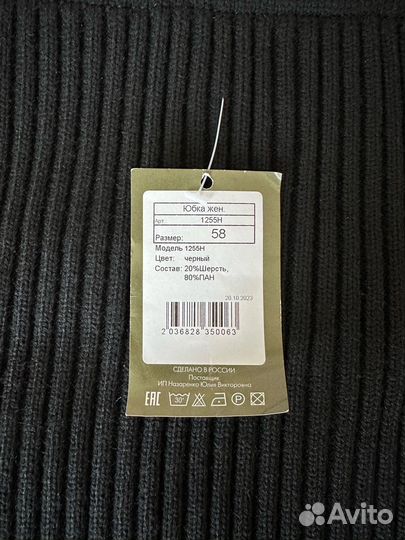 Юбка жен.
Арт. 1255Н
Размер: 58
Модель 1255Н
Цвет: черный
Состав: 20%Шерсть,
80%ПАН
20.10.2023
2 036828 350063
СДЕЛАНО В РОССИИ
Поставщик
ИП Назаренко Юлия Викторовна
EAC 30 P
Avito